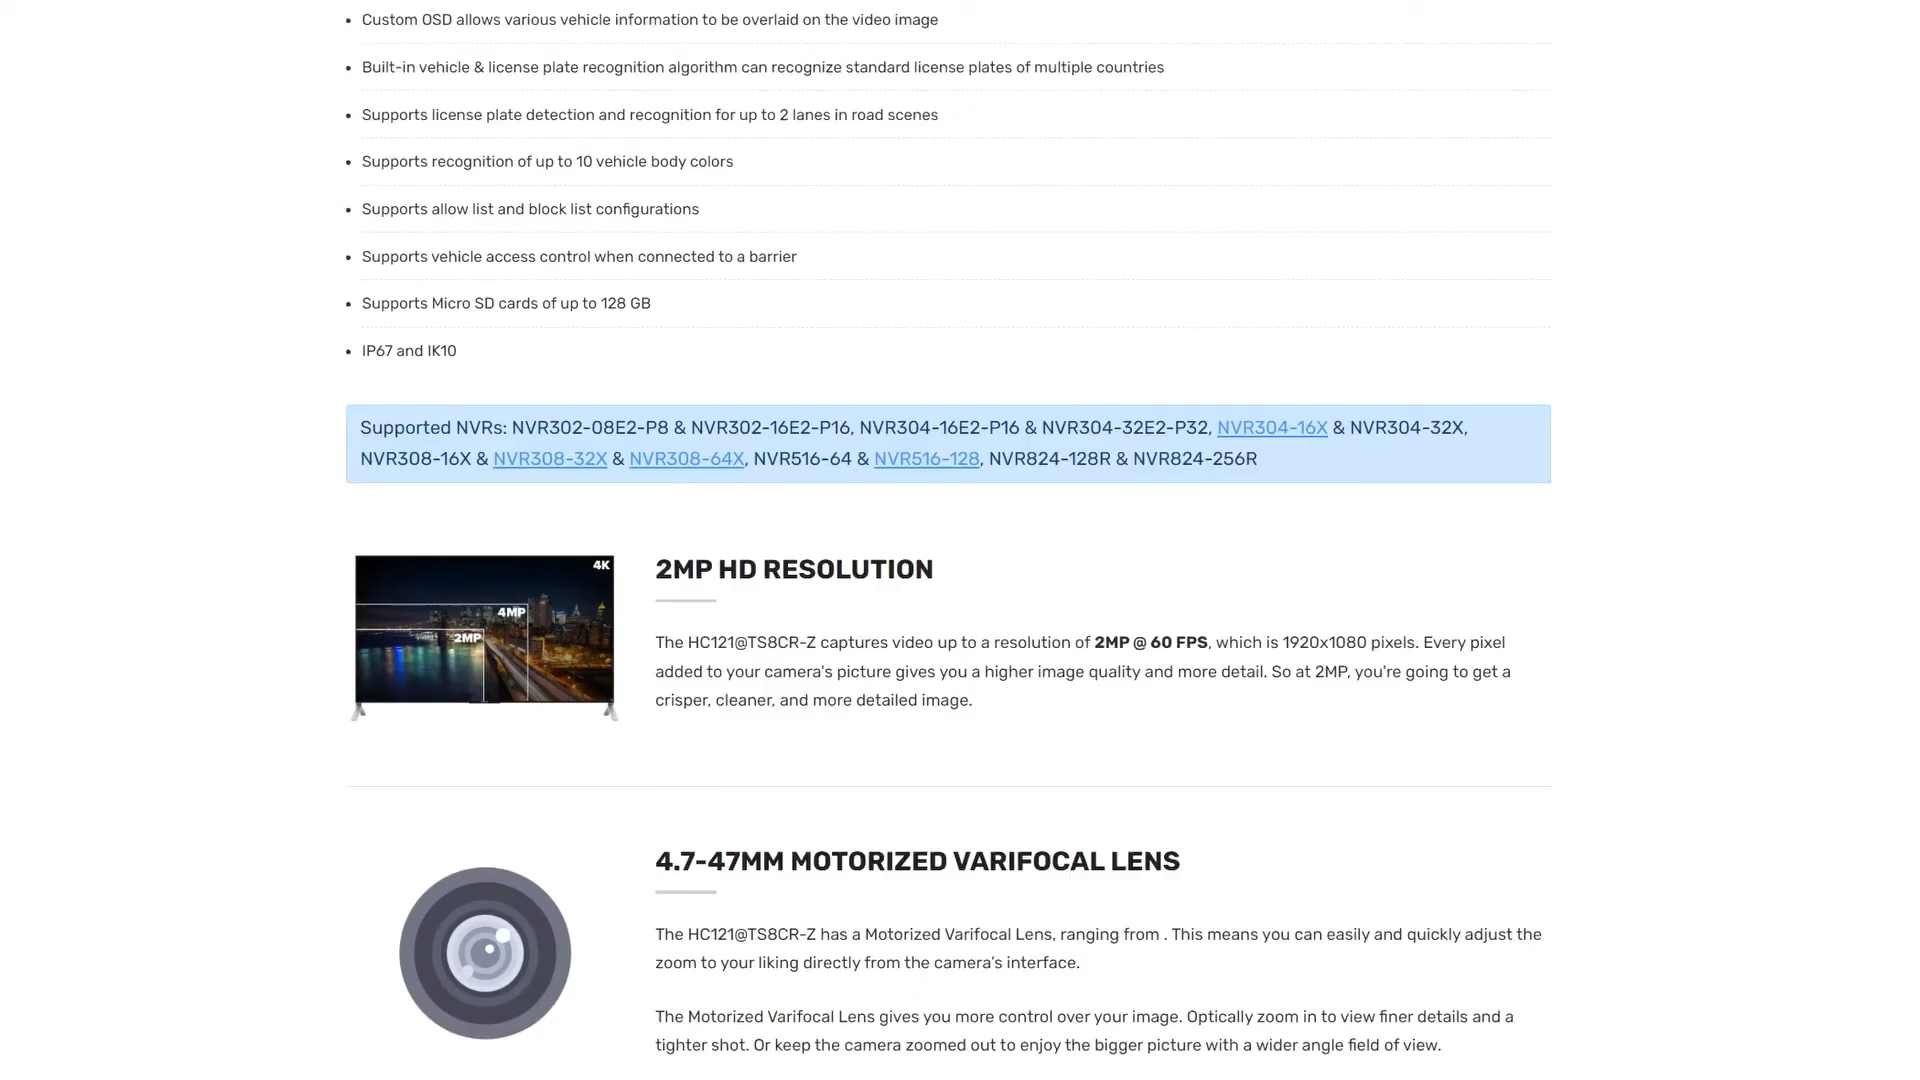 Custom OSD allows various vehicle information to be overlaid on the video image
Built-in vehicle & license plate recognition algorithm can recognize standard license plates of multiple countries
Supports license plate detection and recognition for up to 2 lanes in road scenes
Supports recognition of up to 10 vehicle body colors
Supports allow list and block list configurations
Supports vehicle access control when connected to a barrier
Supports Micro SD cards of up to 128 GB
IP67 and IK10
Supported NVRs: NVR302-08E2-P8 & NVR302-16E2-P16, NVR304-16E2-P16 & NVR304-32E2-P32, NVR304-16X & NVR304-32X,
NVR308-16X & NVR308-32X & NVR308-64X, NVR516-64 & NVR516-128, NVR824-128R & NVR824-256R
4K
4MP
2MP
2MP HD RESOLUTION
The HC121@TS8CR-Z captures video up to a resolution of 2MP @ 60 FPS, which is 1920x1080 pixels. Every pixel
added to your camera's picture gives you a higher image quality and more detail. So at 2MP, you're going to get a
crisper, cleaner, and more detailed image.
4.7-47MM MOTORIZED VARIFOCAL LENS
The HC121@TS8CR-Z has a Motorized Varifocal Lens, ranging from . This means you can easily and quickly adjust the
zoom to your liking directly from the camera’s interface.
The Motorized Varifocal Lens gives you more control over your image. Optically zoom in to view finer details and a
tighter shot. Or keep the camera zoomed out to enjoy the bigger picture with a wider angle field of view.